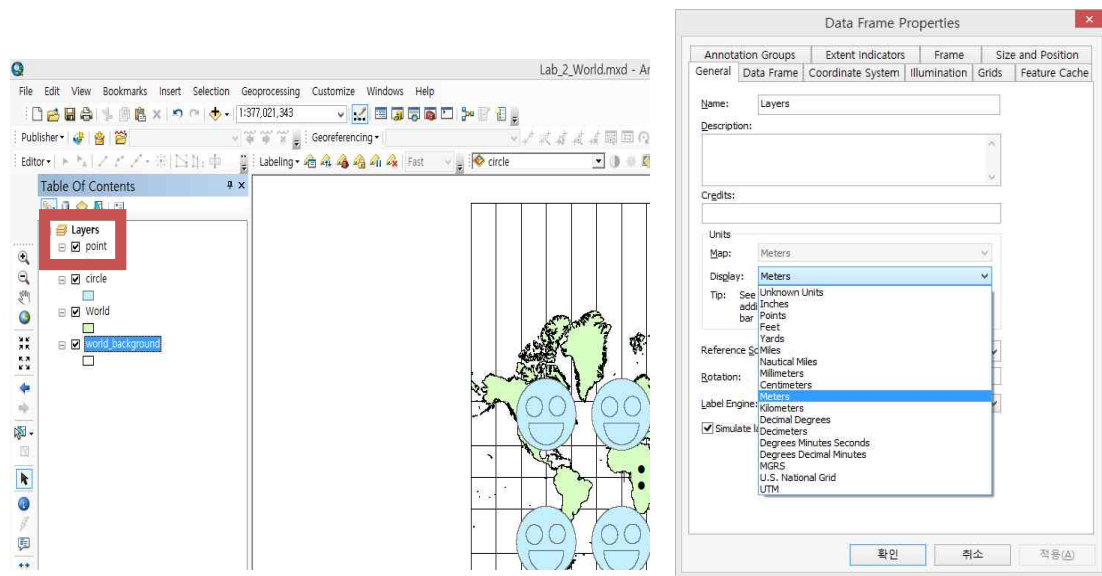 Lab_2_World.mxd - Ar
File Edit View Bookmarks Insert Selection Geoprocessing Customize Windows Help
1:377,021,343
Publisher Georeferencing
Editor Labeling Fast circle
Table Of Contents
Layers
point
circle
World
world_background
Data Frame Properties
Annotation Groups Extent Indicators Frame Size and Position
General Data Frame Coordinate System Illumination Grids Feature Cache
Name: Layers
Description:
Credits:
Units
Map: Meters
Display: Meters
Tip: See
addi
bar
Unknown Units
Inches
Points
Feet
Yards
Miles
Nautical Miles
Millimeters
Centimeters
Meters
Kilometers
Decimal Degrees
Decimeters
Degrees Minutes Seconds
Degrees Decimal Minutes
MGRS
U.S. National Grid
UTM
Reference Sc
Rotation:
Label Engine:
Simulate la
확인 취소 적용(A)